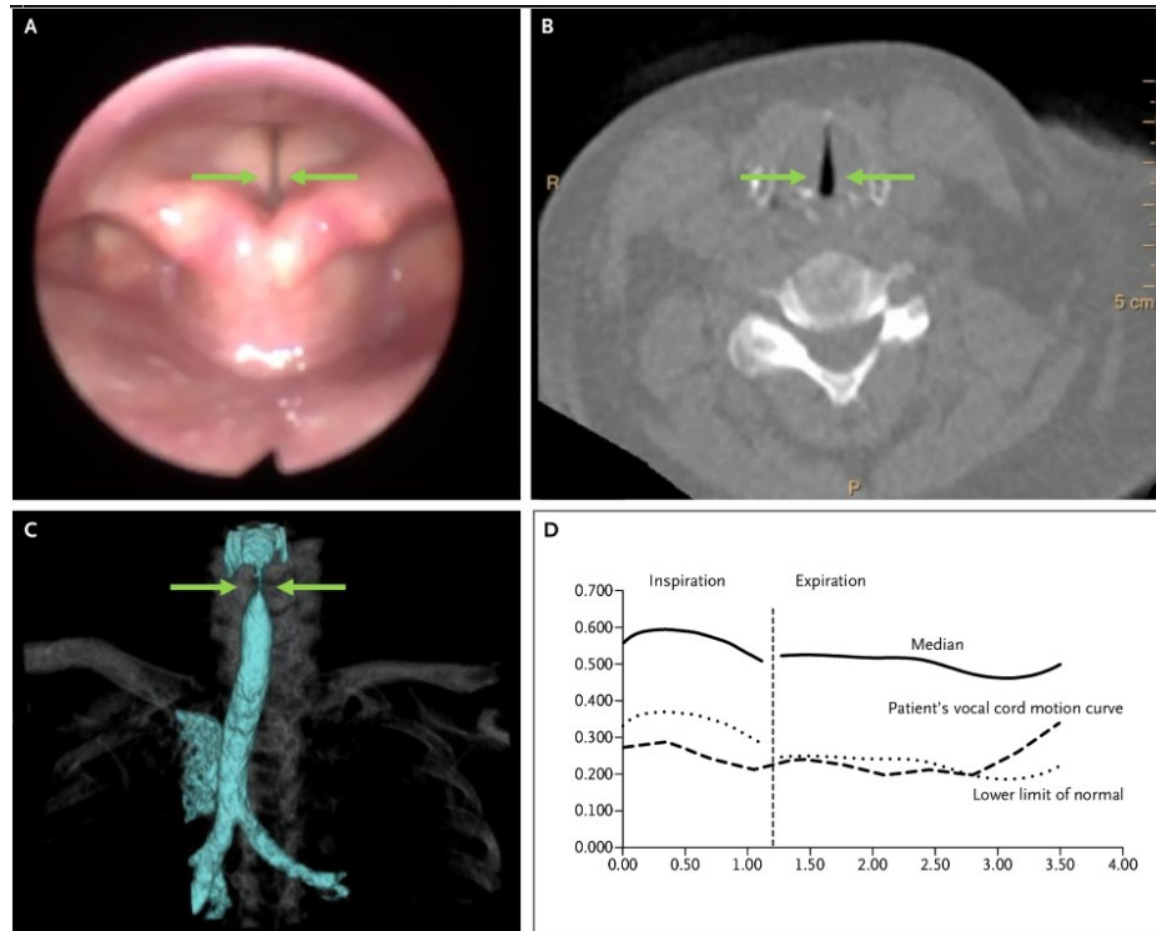 A
B
R
5 cm
P
C
D
Inspiration Expiration
0.700
0.600
0.500
0.400
0.300
0.200
0.100
0.000
Median
Patient's vocal cord motion curve
Lower limit of normal
0.00 0.50 1.00 1.50 2.00 2.50 3.00 3.50 4.00